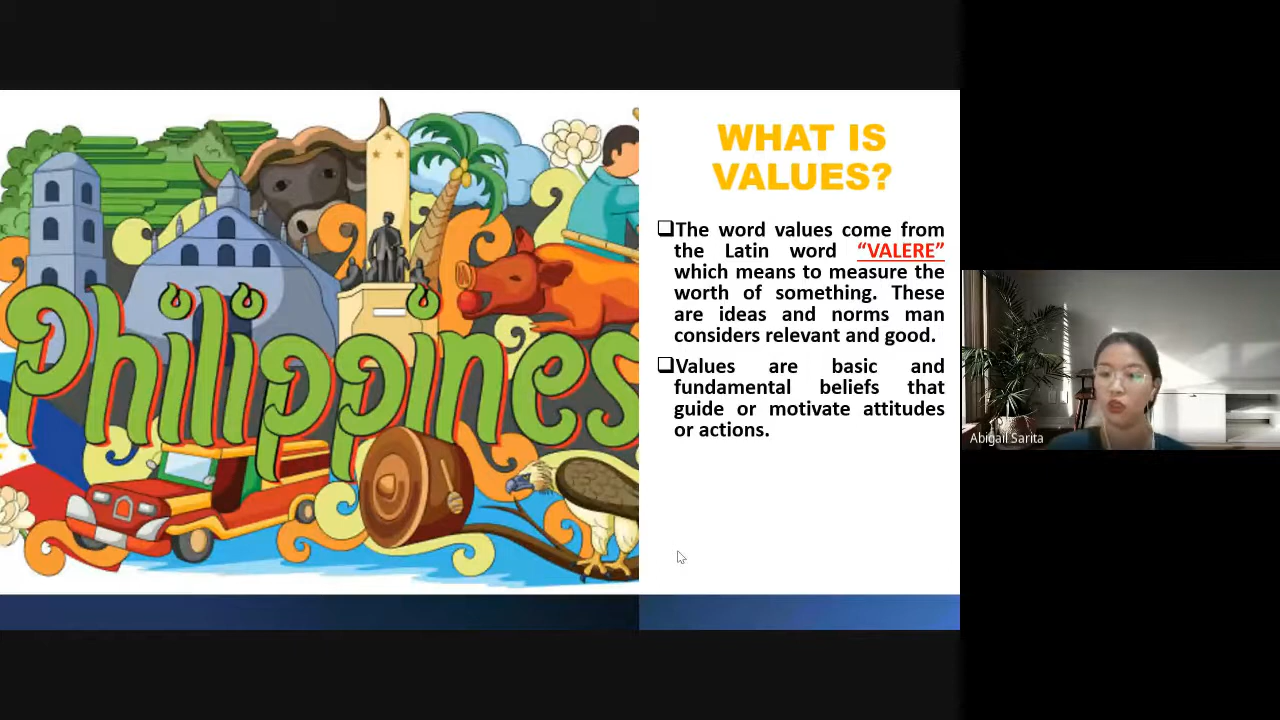 Philippines
WHAT IS
VALUES?
❑The word values come from
the Latin word “VALERE”
which means to measure the
worth of something. These
are ideas and norms man
considers relevant and good.
❑Values are basic and
fundamental beliefs that
guide or motivate attitudes
or actions.
Abigail Sarita